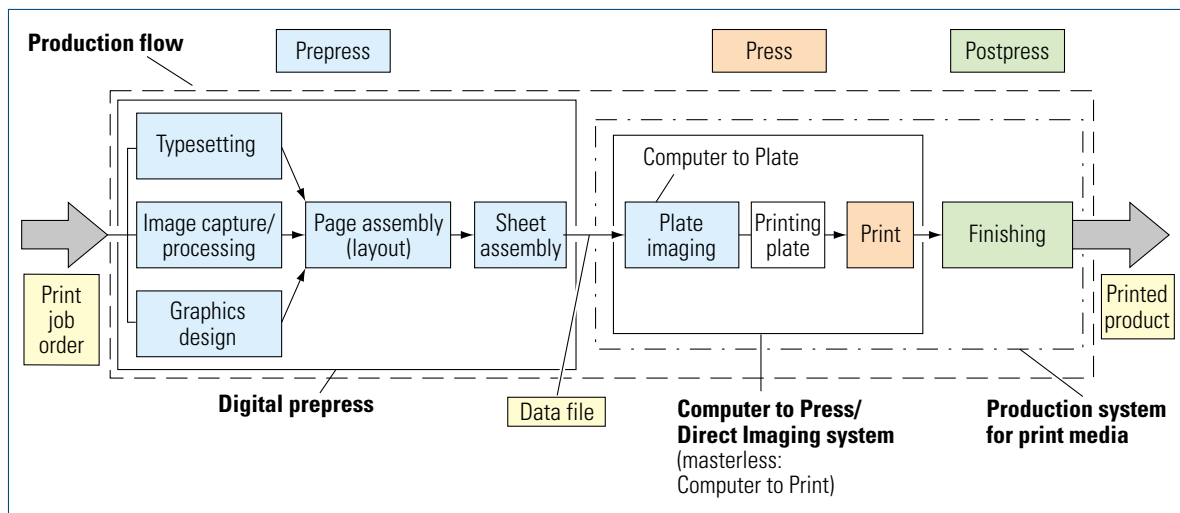 Production flow
Prepress
Press
Postpress
Typesetting
Image capture/
processing
Graphics
design
Page assembly
(layout)
Sheet
assembly
Computer to Plate
Plate
imaging
Printing
plate
Print
Finishing
Print
job
order
Printed
product
Digital prepress
Data file
Computer to Press/
Direct Imaging system
(masterless:
Computer to Print)
Production system
for print media